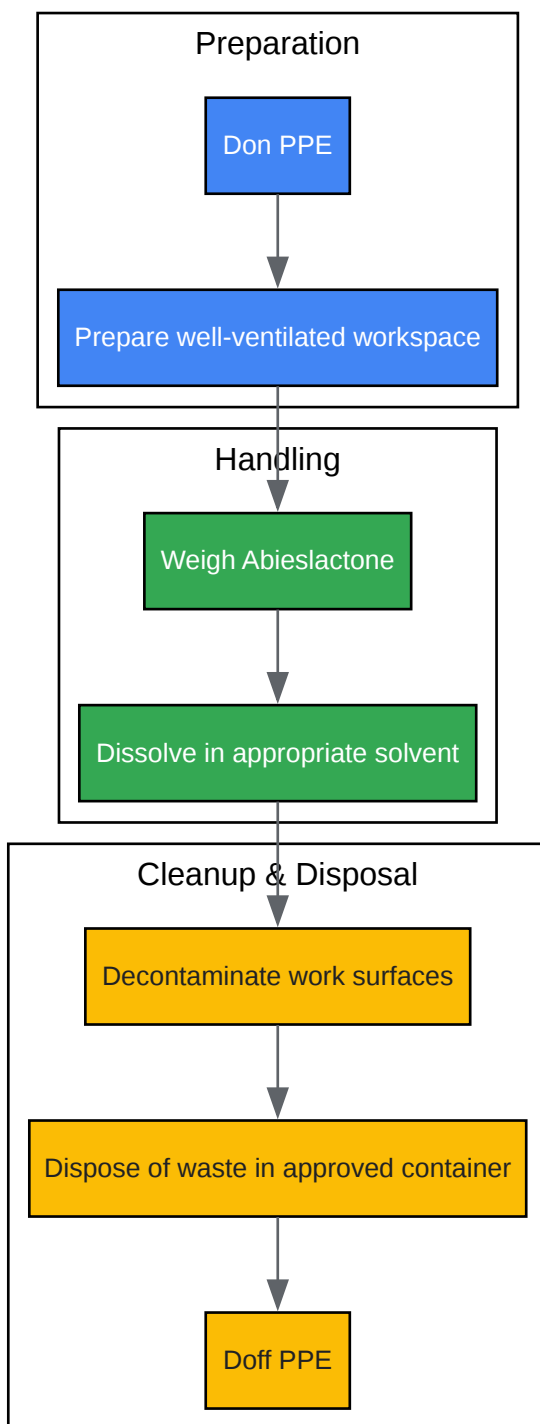 Preparation
Don PPE
Prepare well-ventilated workspace
Handling
Weigh Abieslactone
Dissolve in appropriate solvent
Cleanup & Disposal
Decontaminate work surfaces
Dispose of waste in approved container
Doff PPE